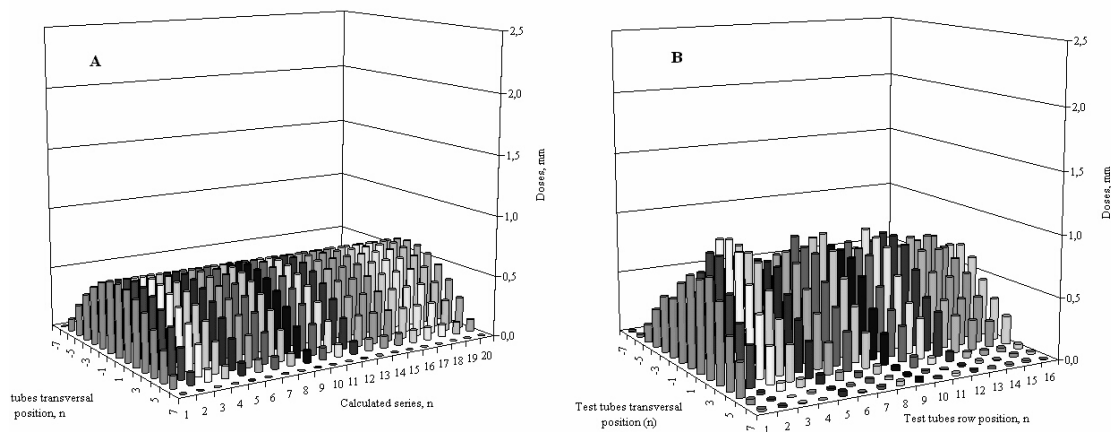 A
2,5
2,0
1,5
1,0
0,5
0,0
Doses, mm
-7
-5
-3
-1
1
3
5
7
tubes transversal
position, n
1 2 3 4 5 6 7 8 9 10 11 12 13 14 15 16 17 18 19 20
Calculated series, n
B
2,5
2,0
1,5
1,0
0,5
0,0
Doses, mm
-7
-5
-3
-1
1
3
5
7
Test tubes transversal
position (n)
1 2 3 4 5 6 7 8 9 10 11 12 13 14 15 16
Test tubes row position, n